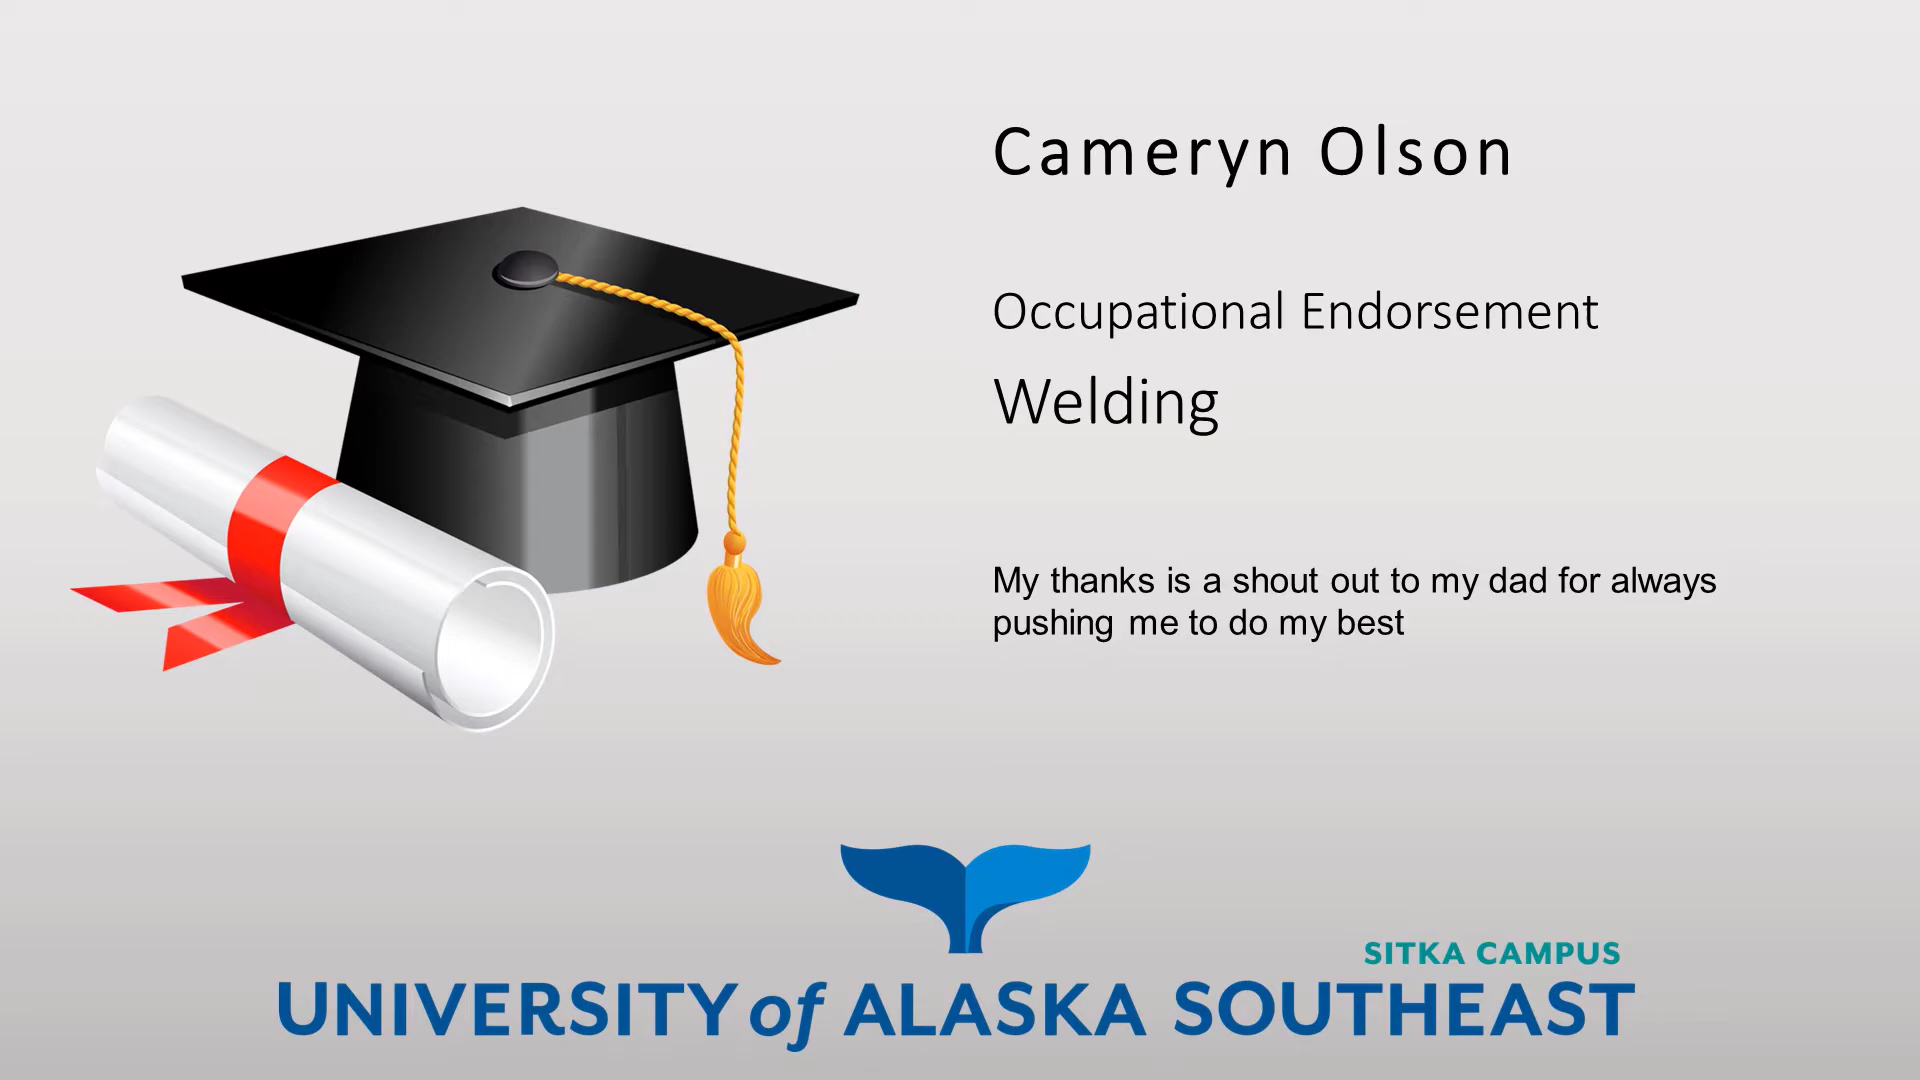 Cameryn Olson
Occupational Endorsement
Welding
My thanks is a shout out to my dad for always
pushing me to do my best
SITKA CAMPUS
UNIVERSITY of ALASKA SOUTHEAST